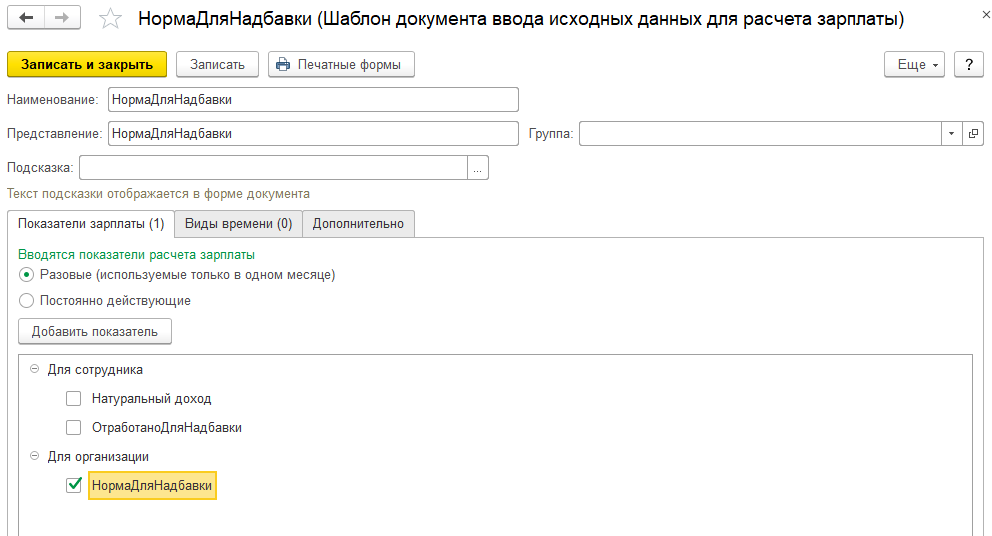 НормаДляНадбавки (Шаблон документа ввода исходных данных для расчета зарплаты)
Записать и закрыть Записать Печатные формы Еще ?
Наименование: НормаДляНадбавки
Представление: НормаДляНадбавки Группа:
Подсказка: ...
Текст подсказки отображается в форме документа
Показатели зарплаты (1) Виды времени (0) Дополнительно
Вводятся показатели расчета зарплаты
Разовые (используемые только в одном месяце)
Постоянно действующие
Добавить показатель
Для сотрудника
Натуральный доход
ОтработаноДляНадбавки
Для организации
НормаДляНадбавки